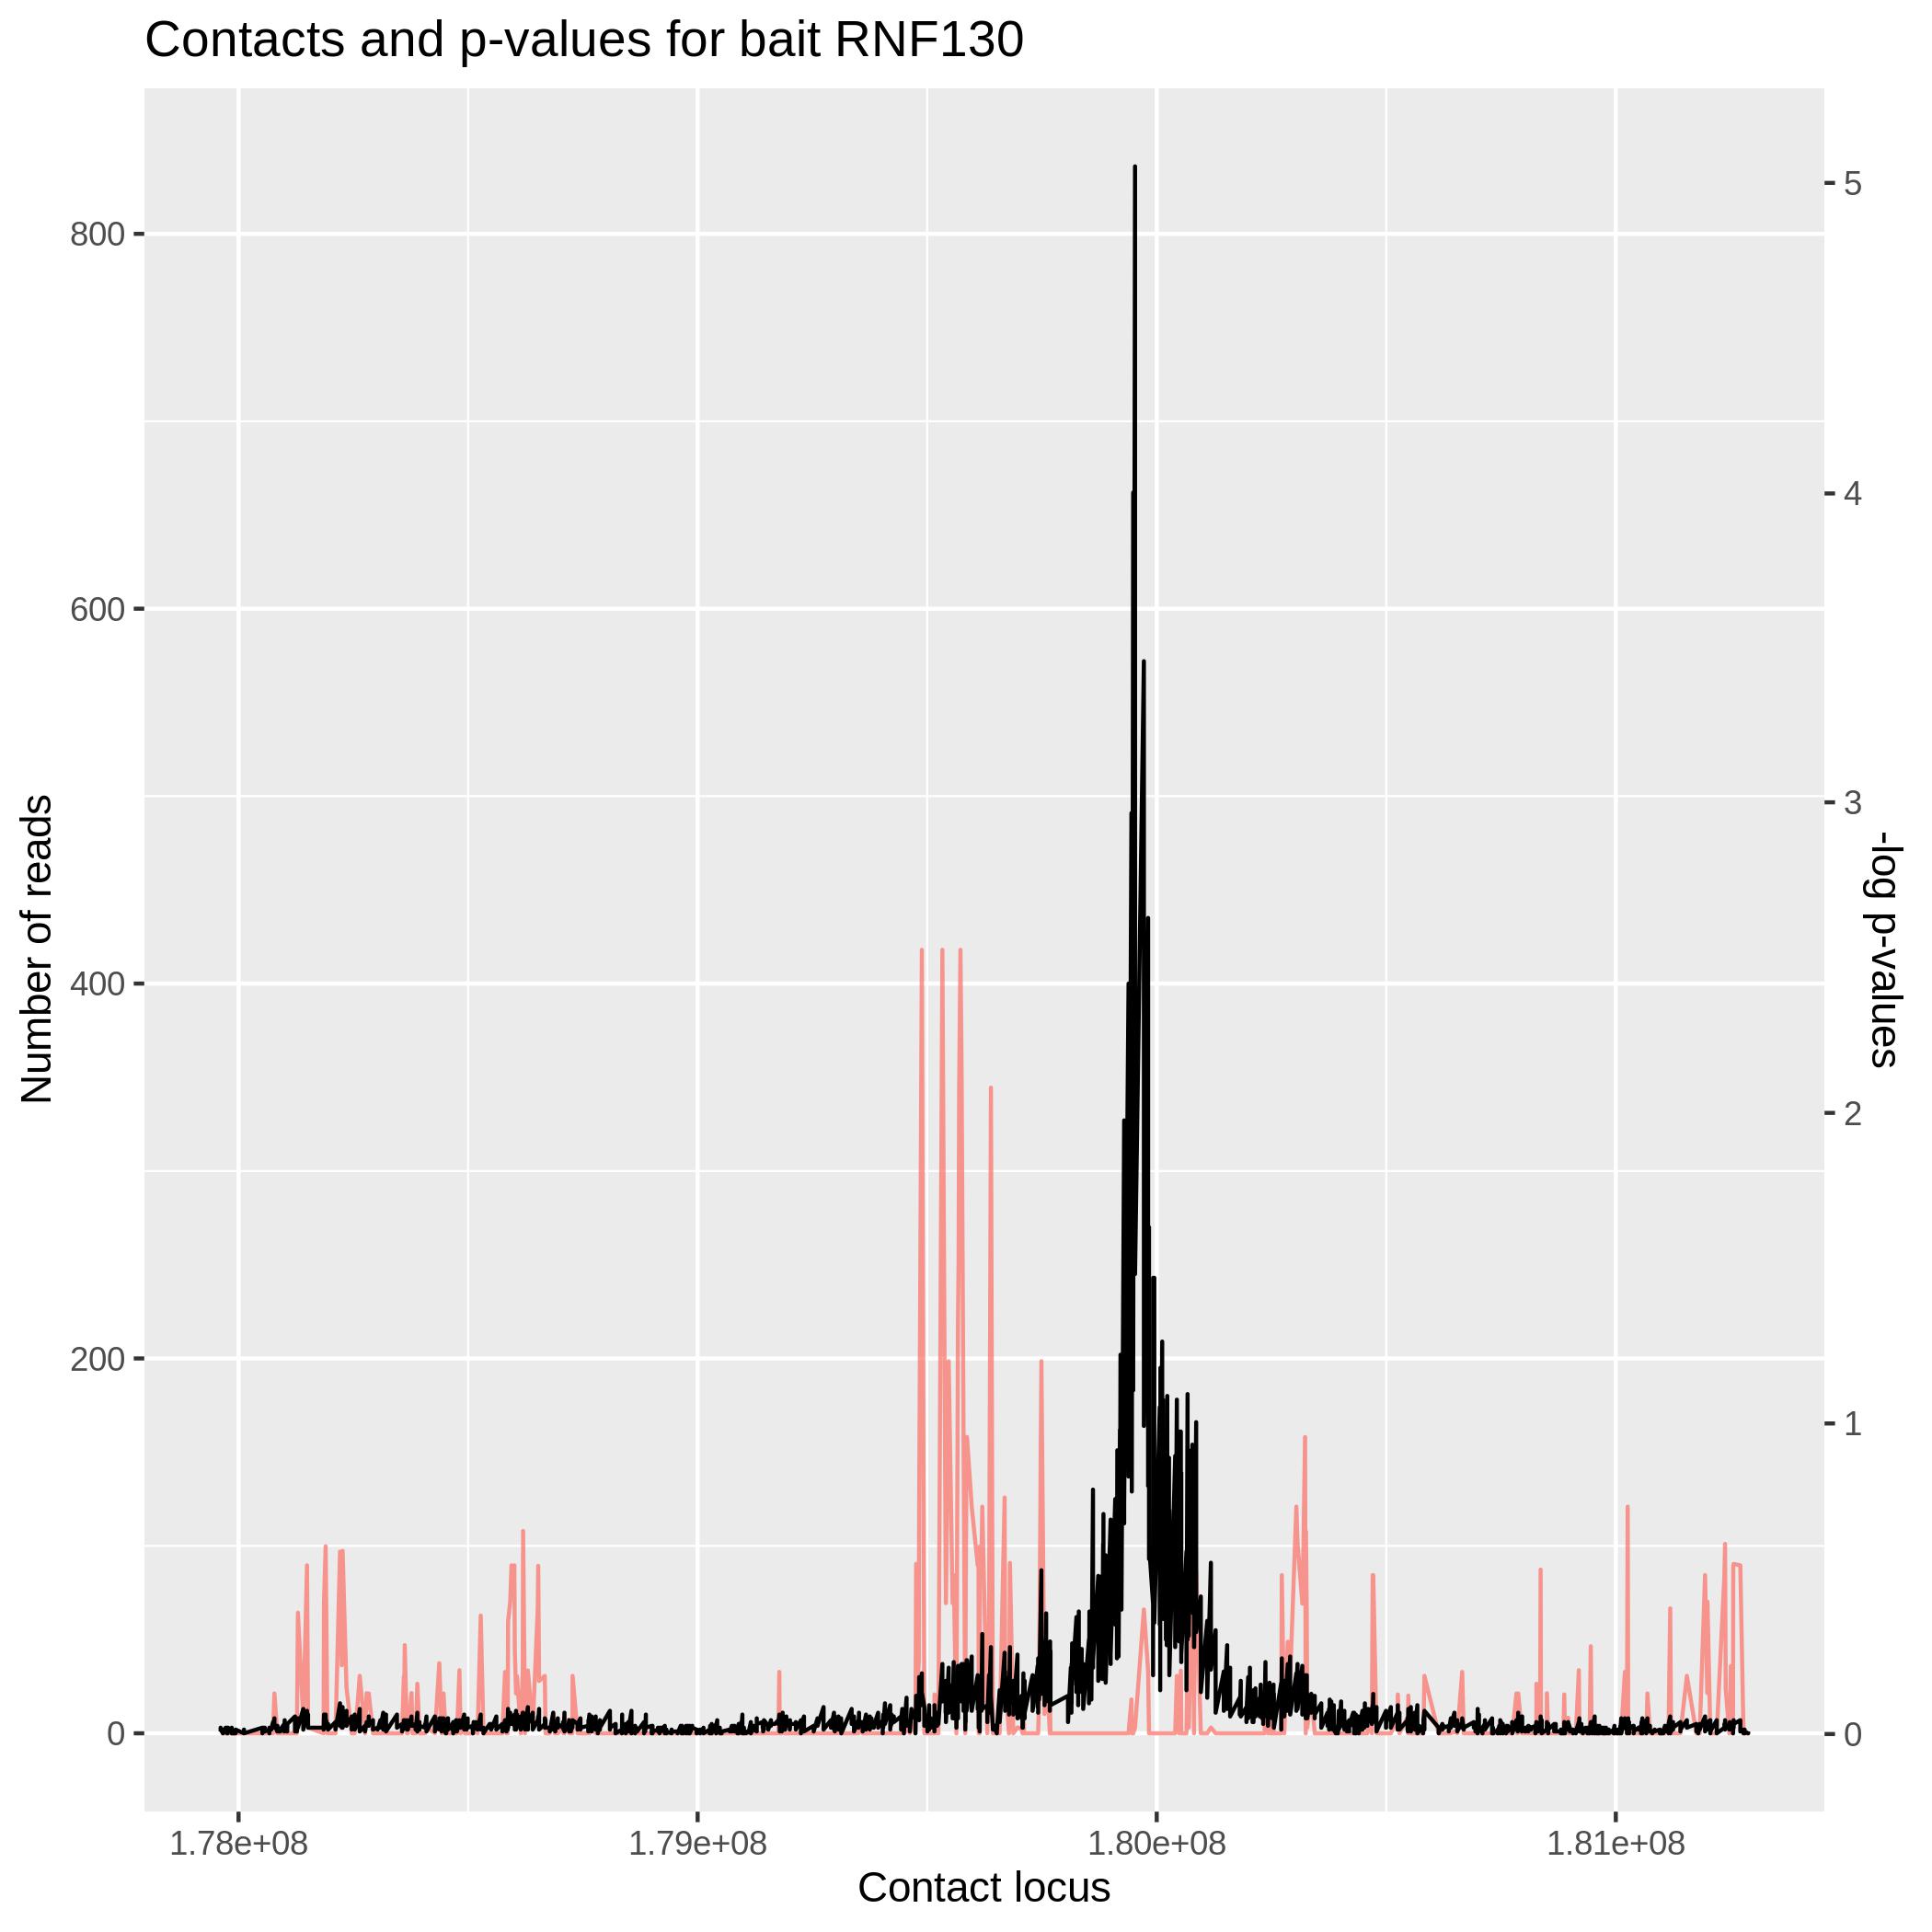 Contacts and p-values for bait RNF130
800
600
400
200
0
Number of reads
5
4
3
2
1
0
-log p-values
1.78e+08 1.79e+08 1.80e+08 1.81e+08
Contact locus